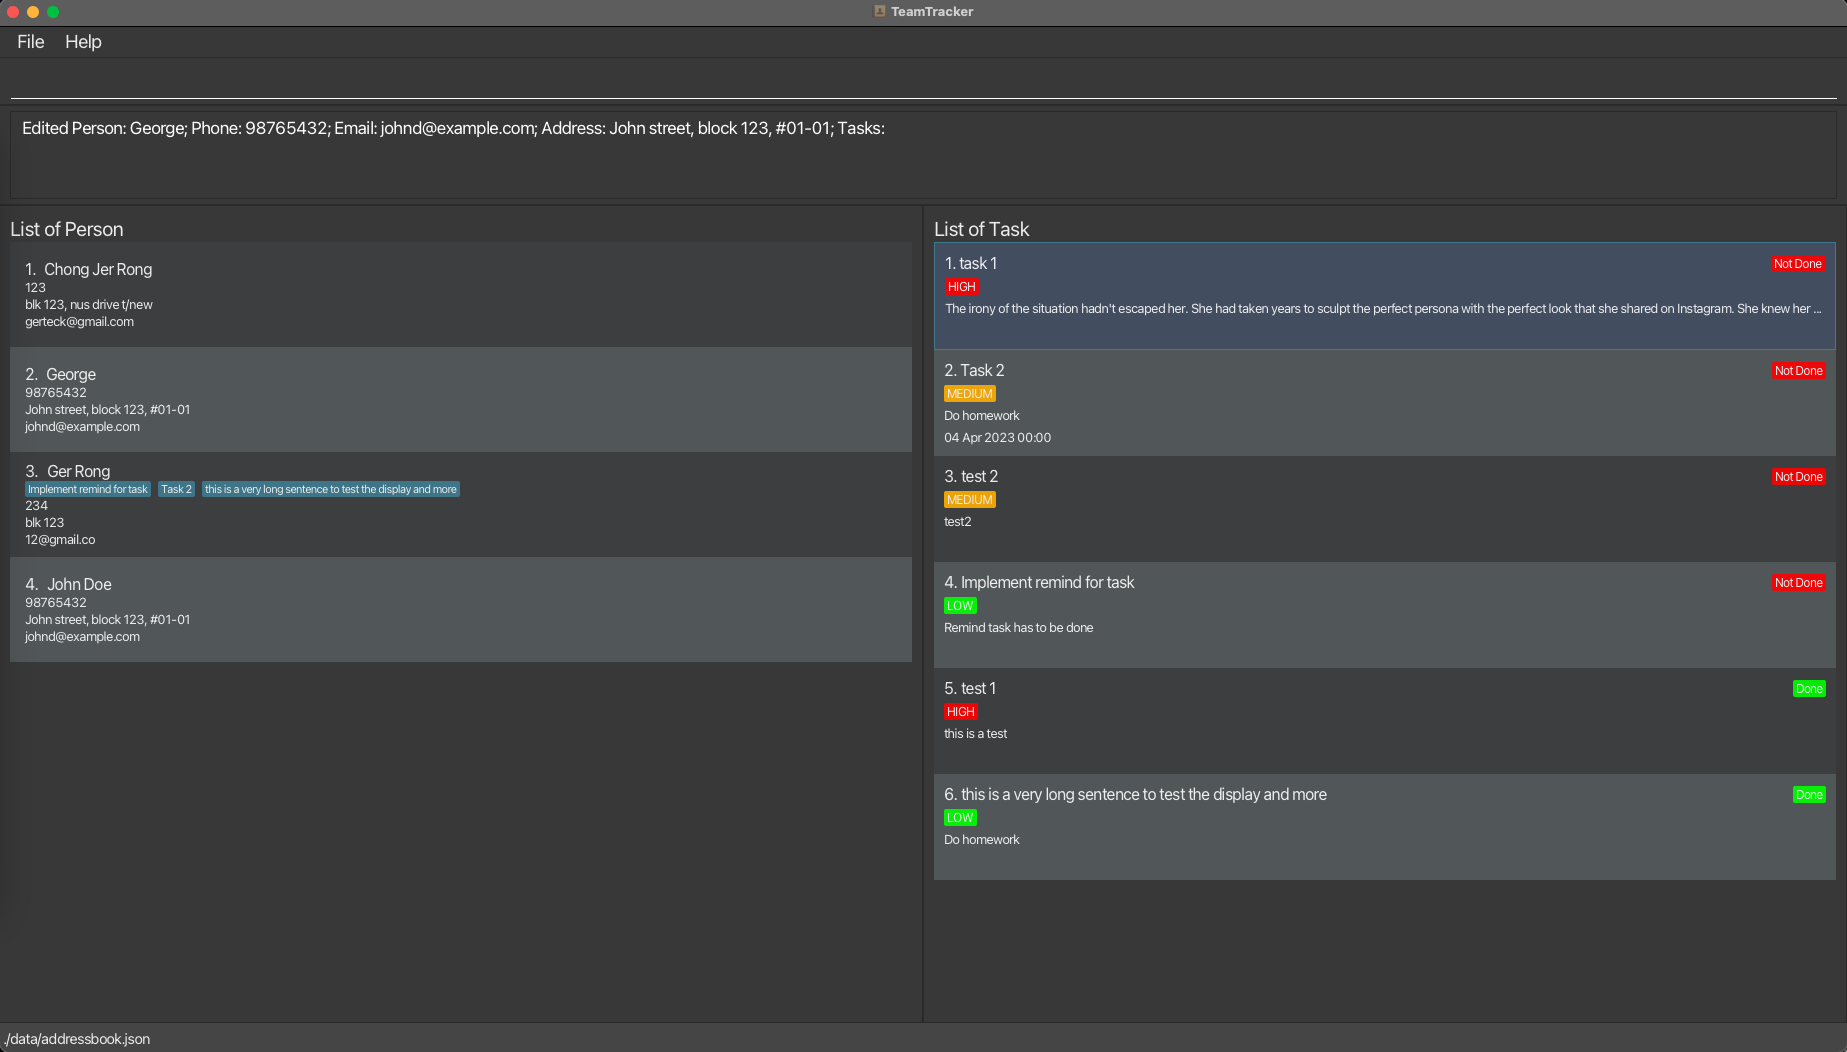 TeamTracker
File Help
Edited Person: George; Phone: 98765432; Email: johnd@example.com; Address: John street, block 123, #01-01; Tasks:
List of Person
1. Chong Jer Rong
123
blk 123, nus drive t/new
gerteck@gmail.com
2. George
98765432
John street, block 123, #01-01
johnd@example.com
3. Ger Rong
Implement remind for task Task 2 this is a very long sentence to test the display and more
234
blk 123
12@gmail.co
4. John Doe
98765432
John street, block 123, #01-01
johnd@example.com
List of Task
1. task 1 Not Done
HIGH
The irony of the situation hadn't escaped her. She had taken years to sculpt the perfect persona with the perfect look that she shared on Instagram. She knew her ...
2. Task 2 Not Done
MEDIUM
Do homework
04 Apr 2023 00:00
3. test 2 Not Done
MEDIUM
test2
4. Implement remind for task Not Done
LOW
Remind task has to be done
5. test 1 Done
HIGH
this is a test
6. this is a very long sentence to test the display and more Done
LOW
Do homework
./data/addressbook.json